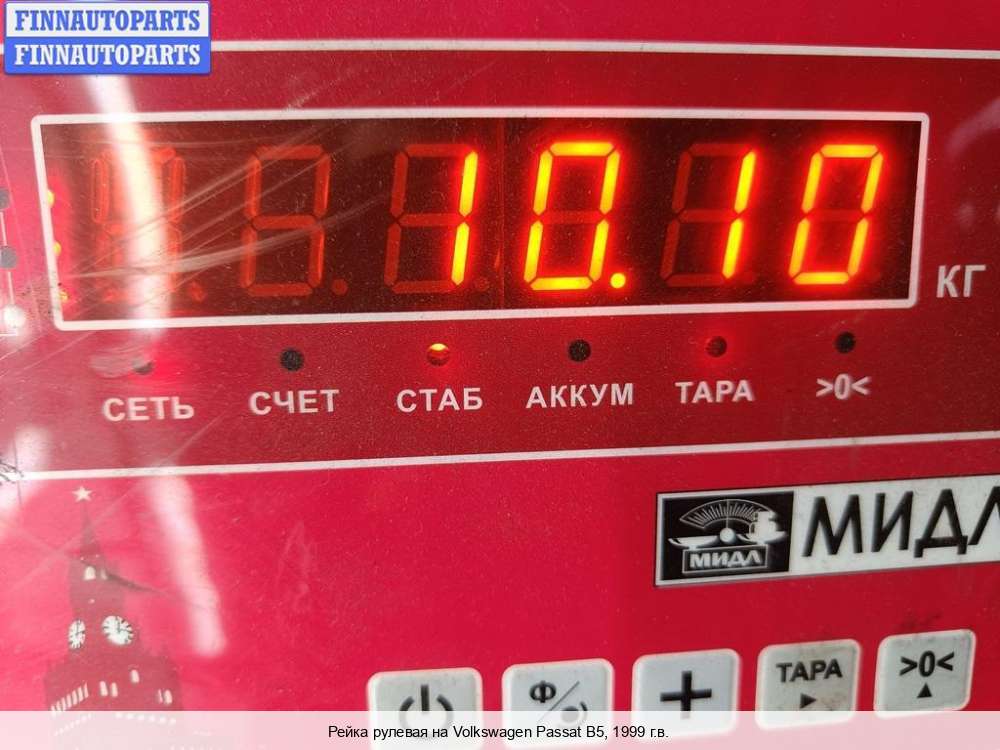 FINNAUTOPARTS
FINNAUTOPARTS
10.10
КГ
СЕТЬ СЧЕТ СТАБ АККУМ ТАРА >0<
МИДЛ МИДЛ
Ф ТАРА >0<
Рейка рулевая на Volkswagen Passat B5, 1999 г.в.